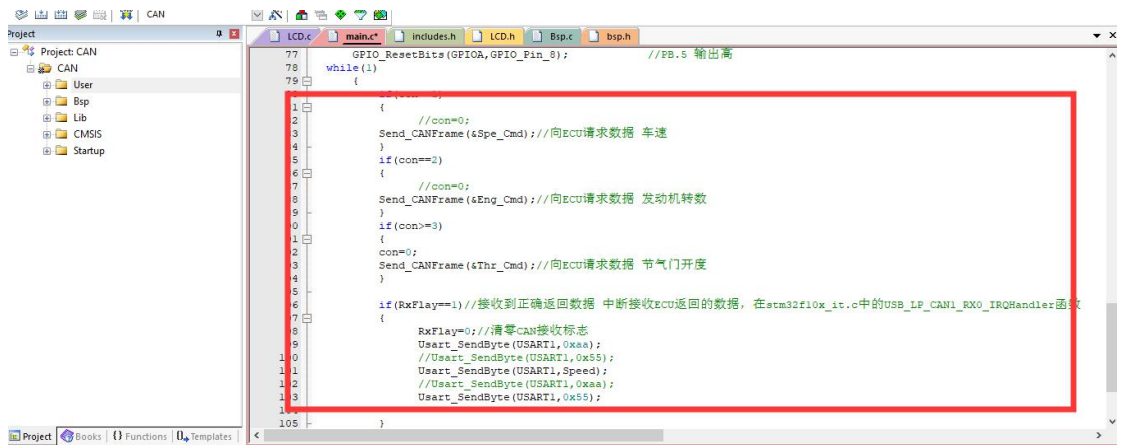 CAN
Project
LCD.c main.c* includes.h LCD.h Bsp.c bsp.h
Project: CAN
CAN
User
Bsp
Lib
CMSIS
Startup
77 GPIO_ResetBits(GPIOA,GPIO_Pin_8); //PB.5 输出高
78 while(1)
79 {
{
//con=0;
Send_CANFrame(&Spe_Cmd);//向ECU请求数据 车速
}
if(con==2)
{
//con=0;
Send_CANFrame(&Eng_Cmd);//向ECU请求数据 发动机转数
}
if(con>=3)
{
con=0;
Send_CANFrame(&Thr_Cmd);//向ECU请求数据 节气门开度
}
if(RxFlay==1)//接收到正确返回数据 中断接收ECU返回的数据，在stm32f10x_it.c中的USB_LP_CAN1_RX0_IRQHandler函数
{
RxFlay=0;//清零CAN接收标志
Usart_SendByte(USART1,0xaa);
//Usart_SendByte(USART1,0x55);
Usart_SendByte(USART1,Speed);
//Usart_SendByte(USART1,0xaa);
Usart_SendByte(USART1,0x55);
105 }
Project Books {} Functions Templates